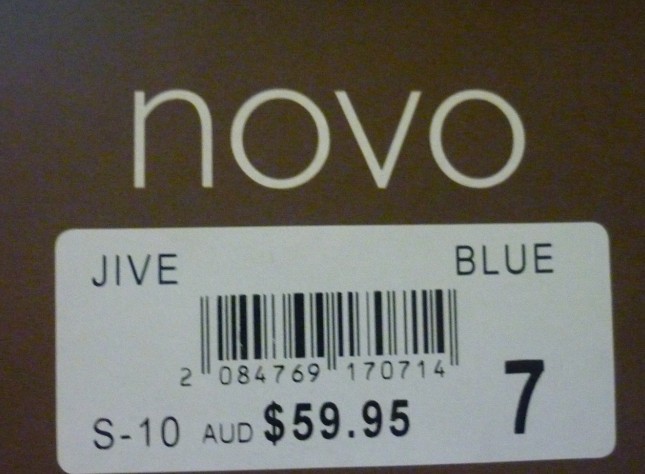 novo
JIVE BLUE
2 084769 170714
S-10 AUD $59.95 7